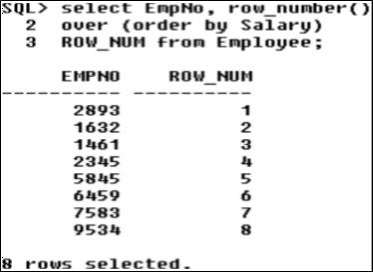 SQL> select EmpNo, row_number()
2 over (order by Salary)
3 ROW_NUM from Employee;
EMPNO ROW_NUM
---------- ----------
2893 1
1632 2
1461 3
2345 4
5845 5
6459 6
7583 7
9534 8
8 rows selected.